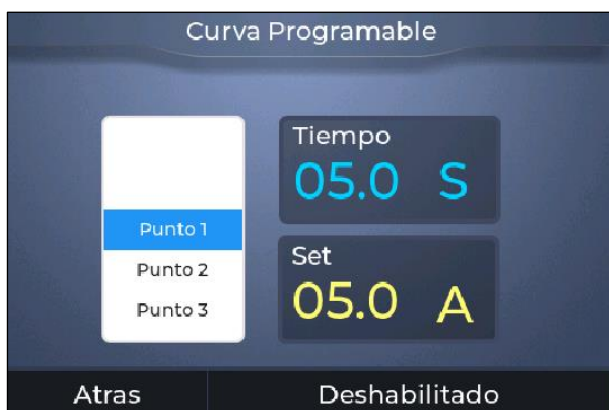 Curva Programable
Punto 1
Punto 2
Punto 3
Tiempo
05.0 S
Set
05.0 A
Atras
Deshabilitado